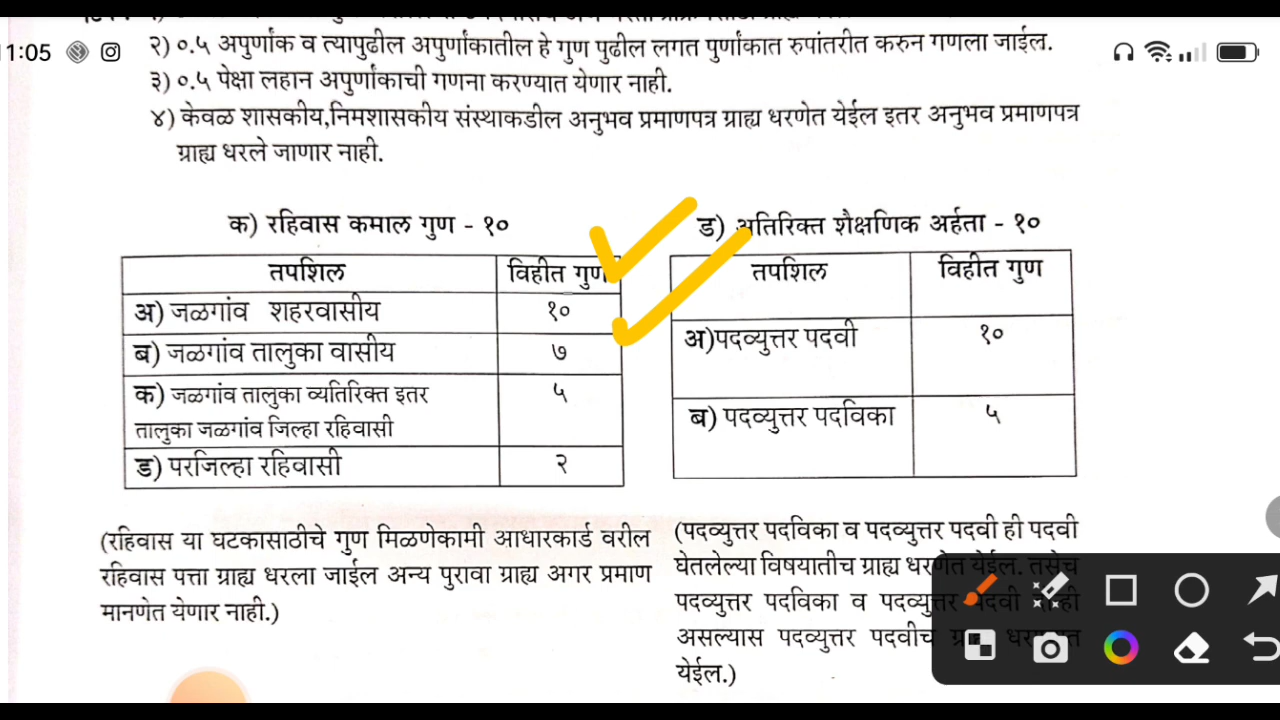 11:05
२) ०.५ अपुर्णांक व त्यापुढील अपुर्णांकातील हे गुण पुढील लगत पुर्णांकात रुपांतरीत करुन गणला जाईल.
३) ०.५ पेक्षा लहान अपुर्णांकाची गणना करण्यात येणार नाही.
४) केवळ शासकीय,निमशासकीय संस्थाकडील अनुभव प्रमाणपत्र ग्राह्य धरणेत येईल इतर अनुभव प्रमाणपत्र
ग्राह्य धरले जाणार नाही.
क) रहिवास कमाल गुण - १०
तपशिल विहीत गुण
अ) जळगांव शहरवासीय १०
ब) जळगांव तालुका वासीय ७
क) जळगांव तालुका व्यतिरिक्त इतर ५
तालुका जळगांव जिल्हा रहिवासी
ड) परजिल्हा रहिवासी २
(रहिवास या घटकासाठीचे गुण मिळणेकामी आधारकार्ड वरील
रहिवास पत्ता ग्राह्य धरला जाईल अन्य पुरावा ग्राह्य अगर प्रमाण
मानणेत येणार नाही.)
ड) अतिरिक्त शैक्षणिक अर्हता - १०
तपशिल विहीत गुण
अ)पदव्युत्तर पदवी १०
ब) पदव्युत्तर पदविका ५
(पदव्युत्तर पदविका व पदव्युत्तर पदवी ही पदवी
घेतलेल्या विषयातीच ग्राह्य धरणेत येईल. तसेच
पदव्युत्तर पदविका व पदव्युत्तर पदवी
असल्यास पदव्युत्तर पदवीच
येईल.)